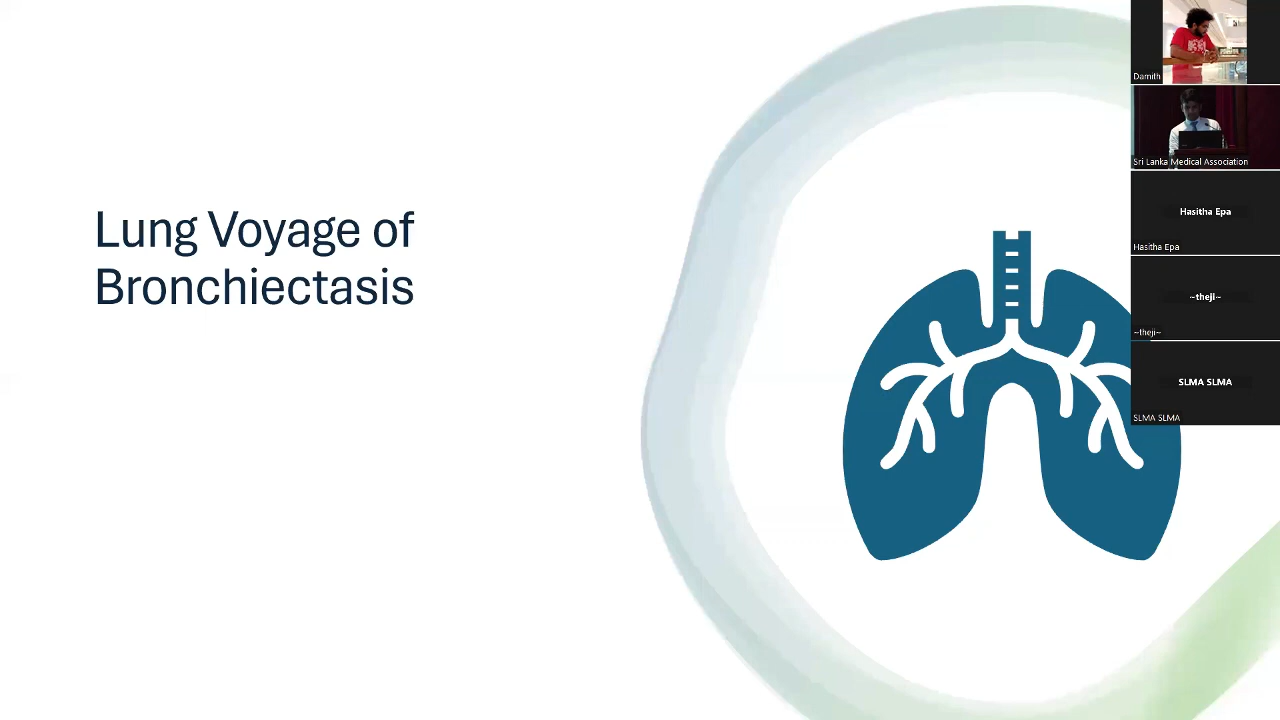 Lung Voyage of
Bronchiectasis
Damith
Sri Lanka Medical Association
Hasitha Epa
Hasitha Epa
~theji~
~theji~
SLMA SLMA
SLMA SLMA